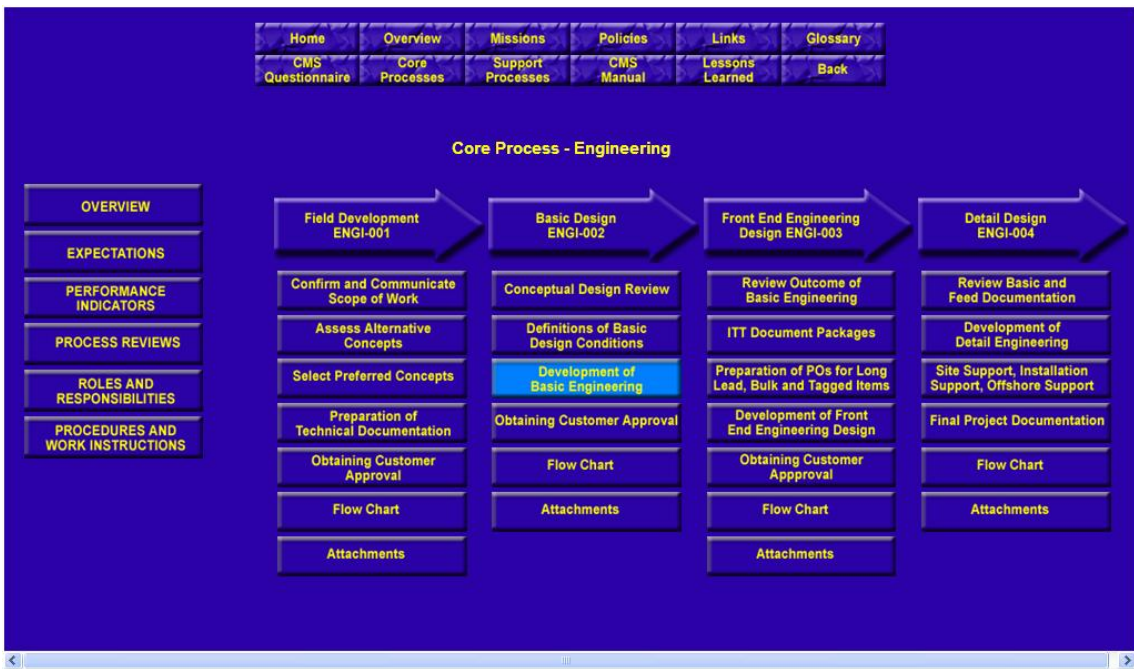 Home
Overview
Missions
Policies
Links
Glossary
CMS
Questionnaire
Core
Processes
Support
Processes
CMS
Manual
Lessons
Learned
Back
Core Process - Engineering
OVERVIEW
EXPECTATIONS
PERFORMANCE
INDICATORS
PROCESS REVIEWS
ROLES AND
RESPONSIBILITIES
PROCEDURES AND
WORK INSTRUCTIONS
Field Development
ENGI-001
Confirm and Communicate
Scope of Work
Assess Alternative
Concepts
Select Preferred Concepts
Preparation of
Technical Documentation
Obtaining Customer
Approval
Flow Chart
Attachments
Basic Design
ENGI-002
Conceptual Design Review
Definitions of Basic
Design Conditions
Development of
Basic Engineering
Obtaining Customer Approval
Flow Chart
Attachments
Front End Engineering
Design ENGI-003
Review Outcome of
Basic Engineering
ITT Document Packages
Preparation of POs for Long
Lead, Bulk and Tagged Items
Development of Front
End Engineering Design
Obtaining Customer
Appproval
Flow Chart
Attachments
Detail Design
ENGI-004
Review Basic and
Feed Documentation
Development of
Detail Engineering
Site Support, Installation
Support, Offshore Support
Final Project Documentation
Flow Chart
Attachments